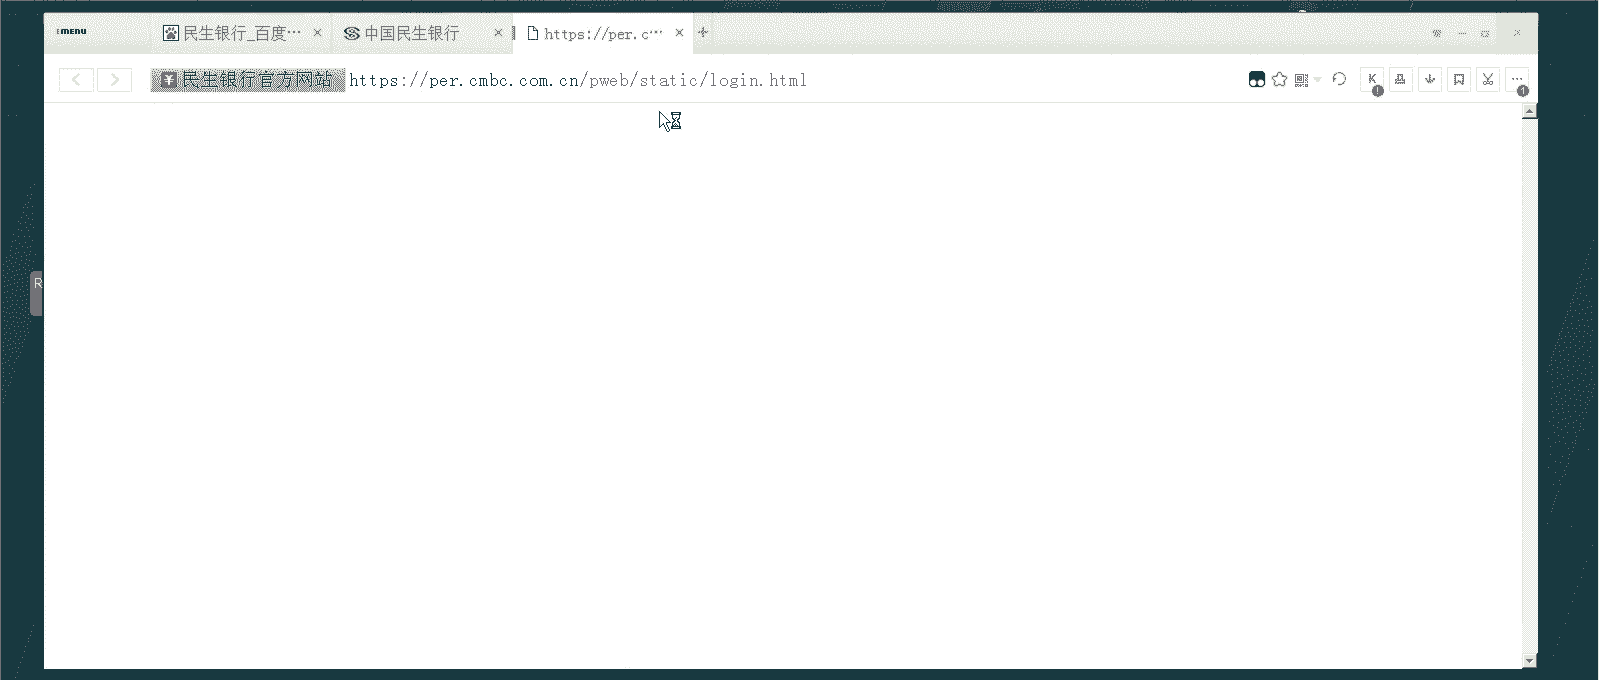 MENU
民生银行_百度…
中国民生银行
https://per.c…
民生银行官方网站 https://per.cmbc.com.cn/pweb/static/login.html
K
1
R